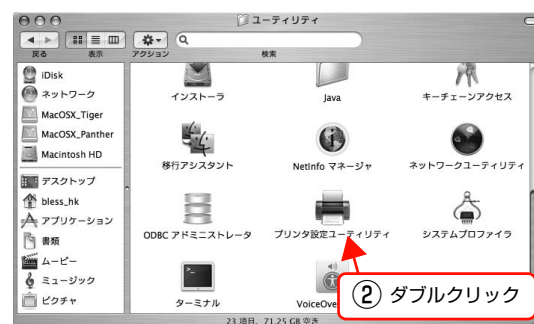 ユーティリティ
戻る 表示 アクション 検索
iDisk
ネットワーク
MacOSX_Tiger
MacOSX_Panther
Macintosh HD
デスクトップ
bless_hk
アプリケーション
書類
ムービー
ミュージック
ピクチャ
インストーラ Java キーチェーンアクセス
移行アシスタント NetInfo マネージャ ネットワークユーティリティ
ODBC アドミニストレータ プリンタ設定ユーティリティ システムプロファイラ
ターミナル VoiceOve
② ダブルクリック
23 項目、71.25 GB 空き